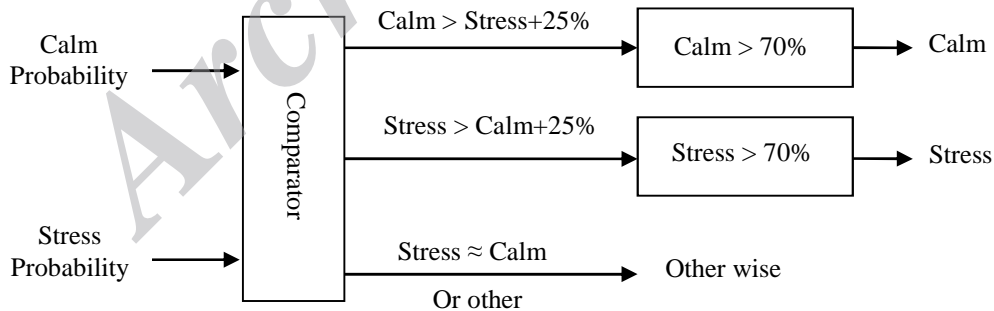 Calm
Probability
Stress
Probability
Comparator
Calm > Stress+25%
Calm > 70%
Calm
Stress > Calm+25%
Stress > 70%
Stress
Stress ≈ Calm
Or other
Other wise